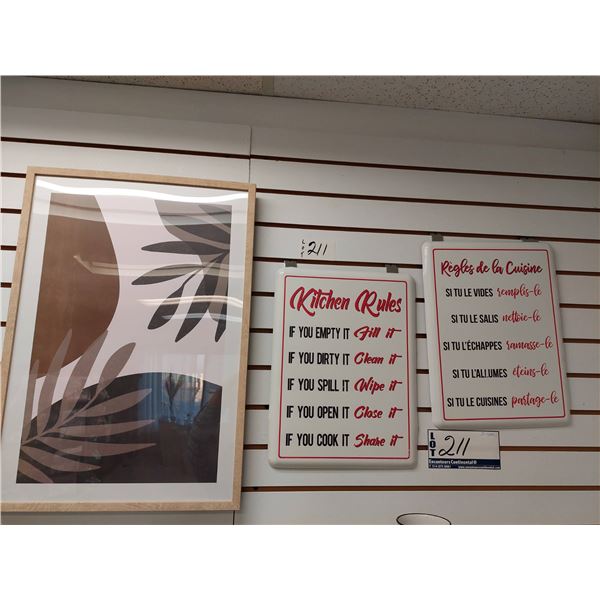 LOT 211
Kitchen Rules
IF YOU EMPTY IT Fill it
IF YOU DIRTY IT Clean it
IF YOU SPILL IT Wipe it
IF YOU OPEN IT Close it
IF YOU COOK IT Share it
Règles de la Cuisine
SI TU LE VIDES remplis-le
SI TU LE SALIS nettoie-le
SI TU L'ÉCHAPPES ramasse-le
SI TU L'ALLUMES éteins-le
SI TU LE CUISINES partage-le
LOT 211
Encanteurs Continental